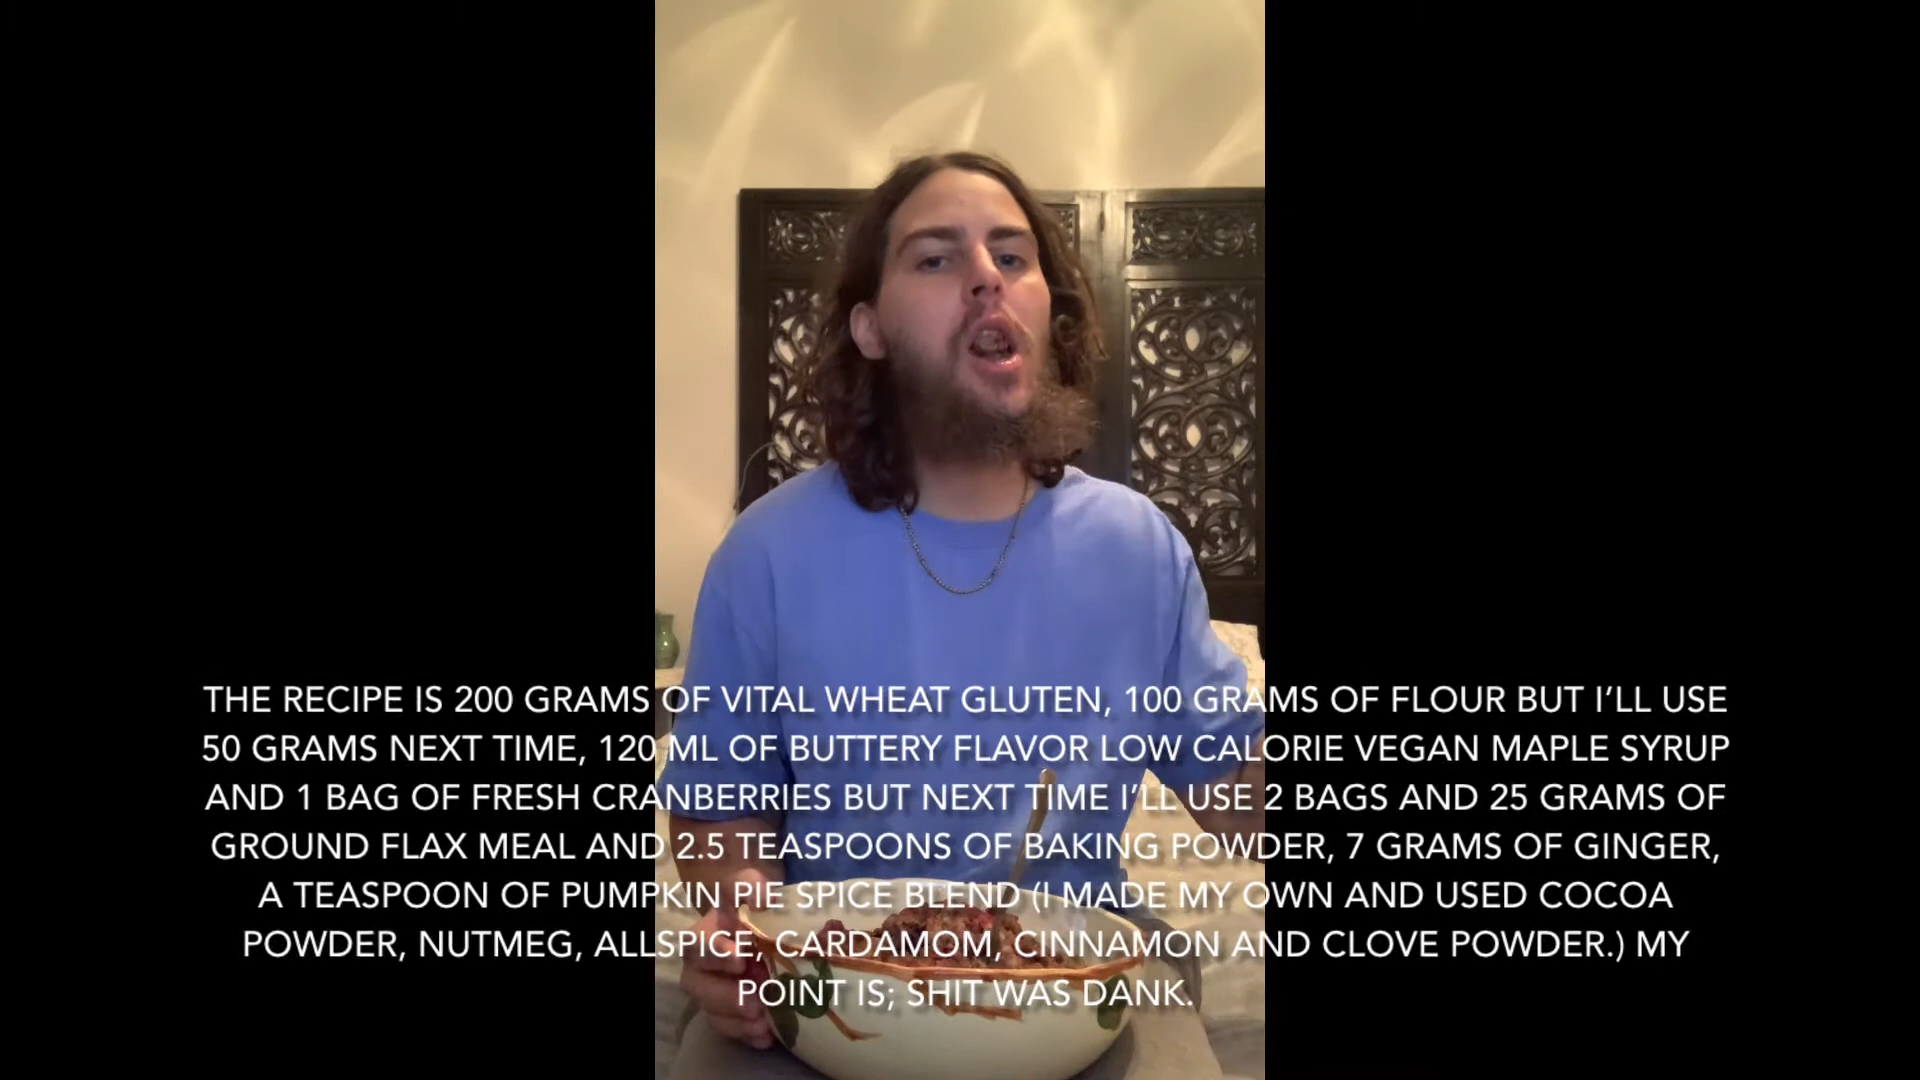 THE RECIPE IS 200 GRAMS OF VITAL WHEAT GLUTEN, 100 GRAMS OF FLOUR BUT I’LL USE
50 GRAMS NEXT TIME, 120 ML OF BUTTERY FLAVOR LOW CALORIE VEGAN MAPLE SYRUP
AND 1 BAG OF FRESH CRANBERRIES BUT NEXT TIME I’LL USE 2 BAGS AND 25 GRAMS OF
GROUND FLAX MEAL AND 2.5 TEASPOONS OF BAKING POWDER, 7 GRAMS OF GINGER,
A TEASPOON OF PUMPKIN PIE SPICE BLEND (I MADE MY OWN AND USED COCOA
POWDER, NUTMEG, ALLSPICE, CARDAMOM, CINNAMON AND CLOVE POWDER.) MY
POINT IS; SHIT WAS DANK.